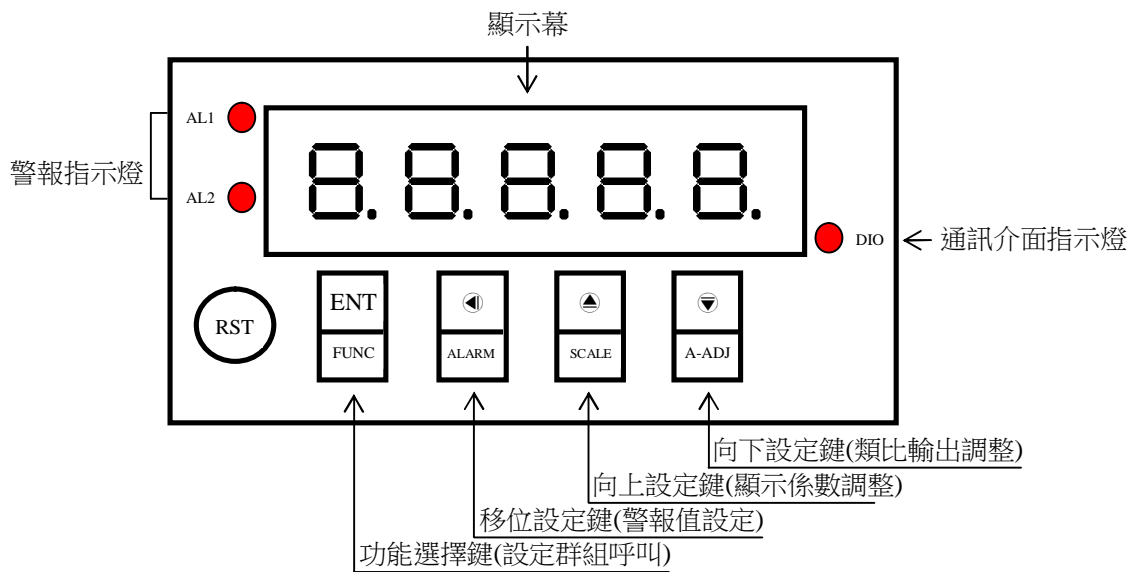 顯示幕
AL1
警報指示燈
AL2
8.8.8.8.8.
DIO
通訊介面指示燈
RST
ENT
FUNC
ALARM
SCALE
A-ADJ
向下設定鍵(類比輸出調整)
向上設定鍵(顯示係數調整)
移位設定鍵(警報值設定)
功能選擇鍵(設定群組呼叫)